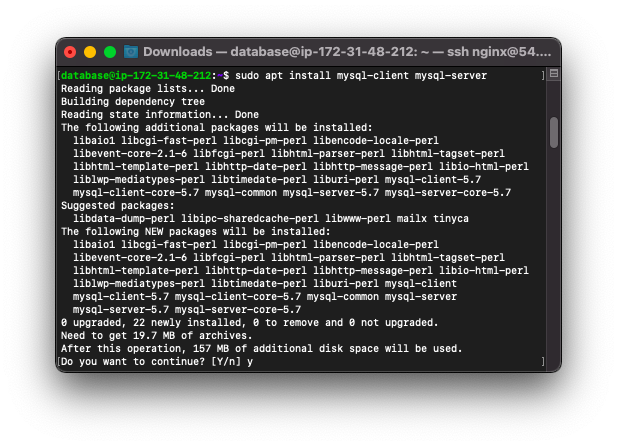 Downloads — database@ip-172-31-48-212: ~ — ssh nginx@54....
[database@ip-172-31-48-212:~$ sudo apt install mysql-client mysql-server ]
Reading package lists... Done
Building dependency tree
Reading state information... Done
The following additional packages will be installed:
libaio1 libcgi-fast-perl libcgi-pm-perl libencode-locale-perl
libevent-core-2.1-6 libfcgi-perl libhtml-parser-perl libhtml-tagset-perl
libhtml-template-perl libhttp-date-perl libhttp-message-perl libio-html-perl
liblwp-mediatypes-perl libtimedate-perl liburi-perl mysql-client-5.7
mysql-client-core-5.7 mysql-common mysql-server-5.7 mysql-server-core-5.7
Suggested packages:
libdata-dump-perl libipc-sharedcache-perl libwww-perl mailx tinyca
The following NEW packages will be installed:
libaio1 libcgi-fast-perl libcgi-pm-perl libencode-locale-perl
libevent-core-2.1-6 libfcgi-perl libhtml-parser-perl libhtml-tagset-perl
libhtml-template-perl libhttp-date-perl libhttp-message-perl libio-html-perl
liblwp-mediatypes-perl libtimedate-perl liburi-perl mysql-client
mysql-client-5.7 mysql-client-core-5.7 mysql-common mysql-server
mysql-server-5.7 mysql-server-core-5.7
0 upgraded, 22 newly installed, 0 to remove and 0 not upgraded.
Need to get 19.7 MB of archives.
After this operation, 157 MB of additional disk space will be used.
[Do you want to continue? [Y/n] y ]